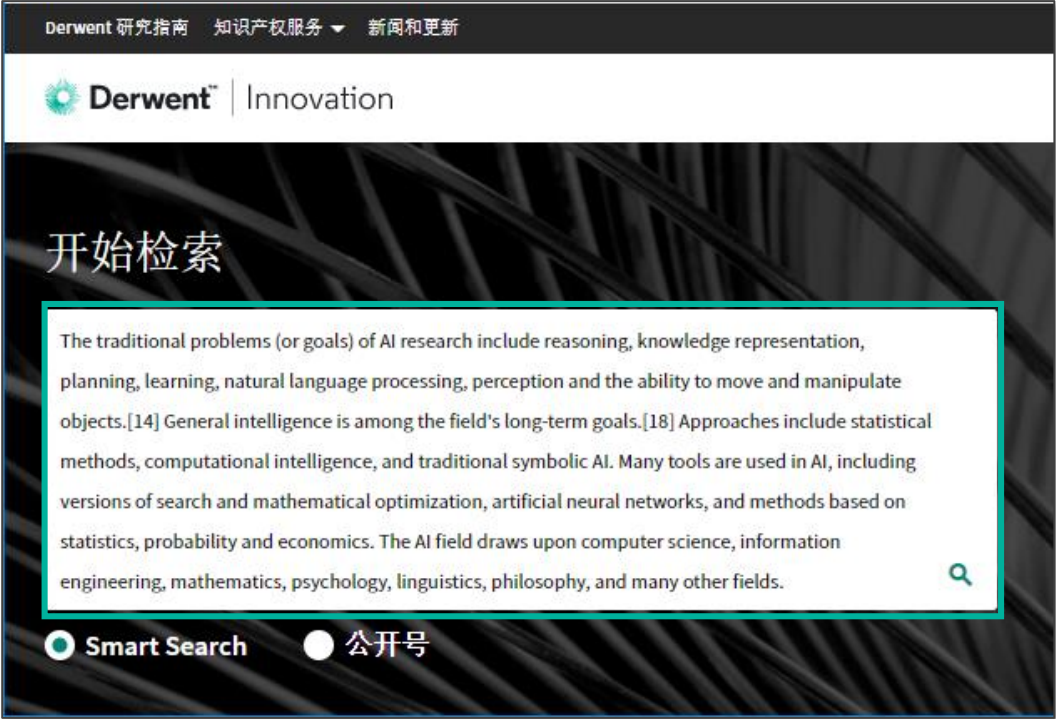 Derwent 研究指南 知识产权服务 新闻和更新
Derwent™ | Innovation
开始检索
The traditional problems (or goals) of AI research include reasoning, knowledge representation,
planning, learning, natural language processing, perception and the ability to move and manipulate
objects.[14] General intelligence is among the field's long-term goals.[18] Approaches include statistical
methods, computational intelligence, and traditional symbolic AI. Many tools are used in AI, including
versions of search and mathematical optimization, artificial neural networks, and methods based on
statistics, probability and economics. The AI field draws upon computer science, information
engineering, mathematics, psychology, linguistics, philosophy, and many other fields.
Smart Search 公开号